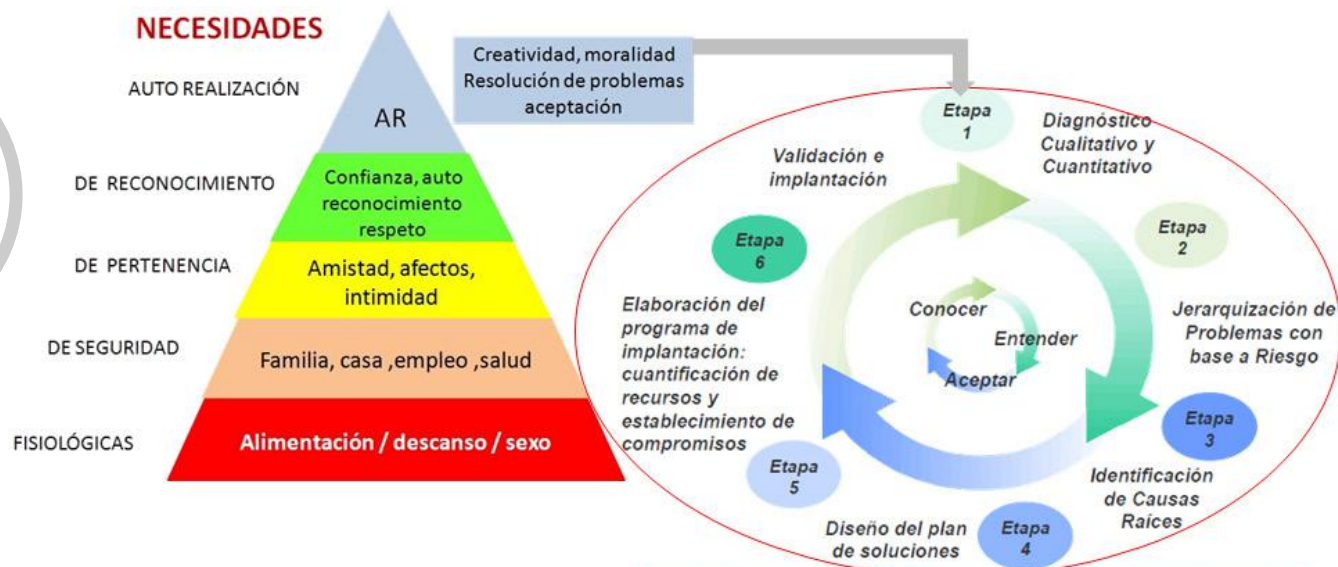 NECESIDADES
AUTO REALIZACIÓN
AR
DE RECONOCIMIENTO
Confianza, auto
reconocimiento
respeto
DE PERTENENCIA
Amistad, afectos,
intimidad
DE SEGURIDAD
Familia, casa ,empleo ,salud
FISIOLÓGICAS
Alimentación / descanso / sexo
Creatividad, moralidad
Resolución de problemas
aceptación
Etapa
1
Diagnóstico
Cualitativo y
Cuantitativo
Etapa
2
Jerarquización de
Problemas con
base a Riesgo
Etapa
3
Identificación
de Causas
Raíces
Etapa
4
Diseño del plan
de soluciones
Etapa
5
Elaboración del
programa de
implantación:
cuantificación de
recursos y
establecimiento de
compromisos
Etapa
6
Validación e
implantación
Conocer
Entender
Aceptar